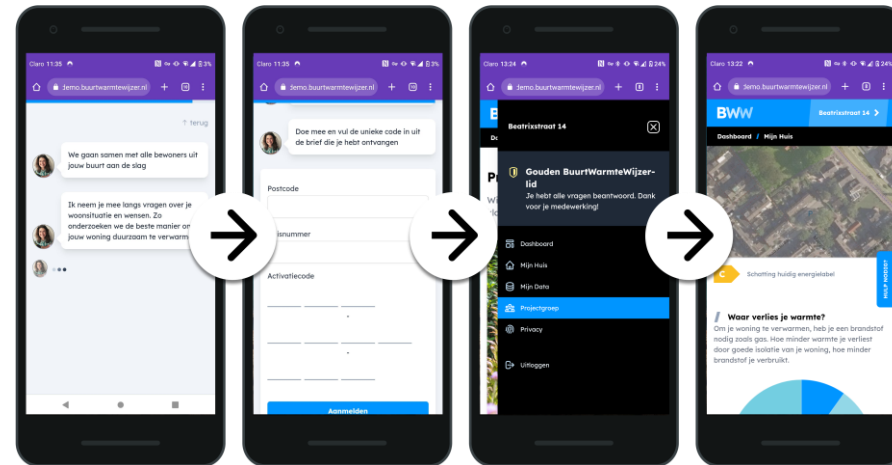 Claro 11:35
3%
demo.buurtwarmtewijzer.nl
↑ terug
We gaan samen met alle bewoners uit
jouw buurt aan de slag
Ik neem je mee langs vragen over je
woonsituatie en wensen. Zo
onderzoeken we de beste manier om
jouw woning duurzaam te verwarm
Claro 11:35
3%
demo.buurtwarmtewijzer.nl
Doe mee en vul de unieke code in uit
de brief die je hebt ontvangen
Postcode
isnummer
Activatiecode
Aanmelden
Claro 13:24
24%
demo.buurtwarmtewijzer.nl
Beatrixstraat 14
Gouden BuurtWarmteWijzer-
lid
Je hebt alle vragen beantwoord. Dank
voor je medewerking!
Dashboard
Mijn Huis
Mijn Data
Projectgroep
Privacy
Uitloggen
Claro 13:22
24%
demo.buurtwarmtewijzer.nl
BWW
Beatrixstraat 14
Dashboard / Mijn Huis
C
Schatting huidig energielabel
HULP NODIG?
Waar verlies je warmte?
Om je woning te verwarmen, heb je een brandstof
nodig zoals gas. Hoe minder warmte je verliest
door goede isolatie van je woning, hoe minder
brandstof je verbruikt.